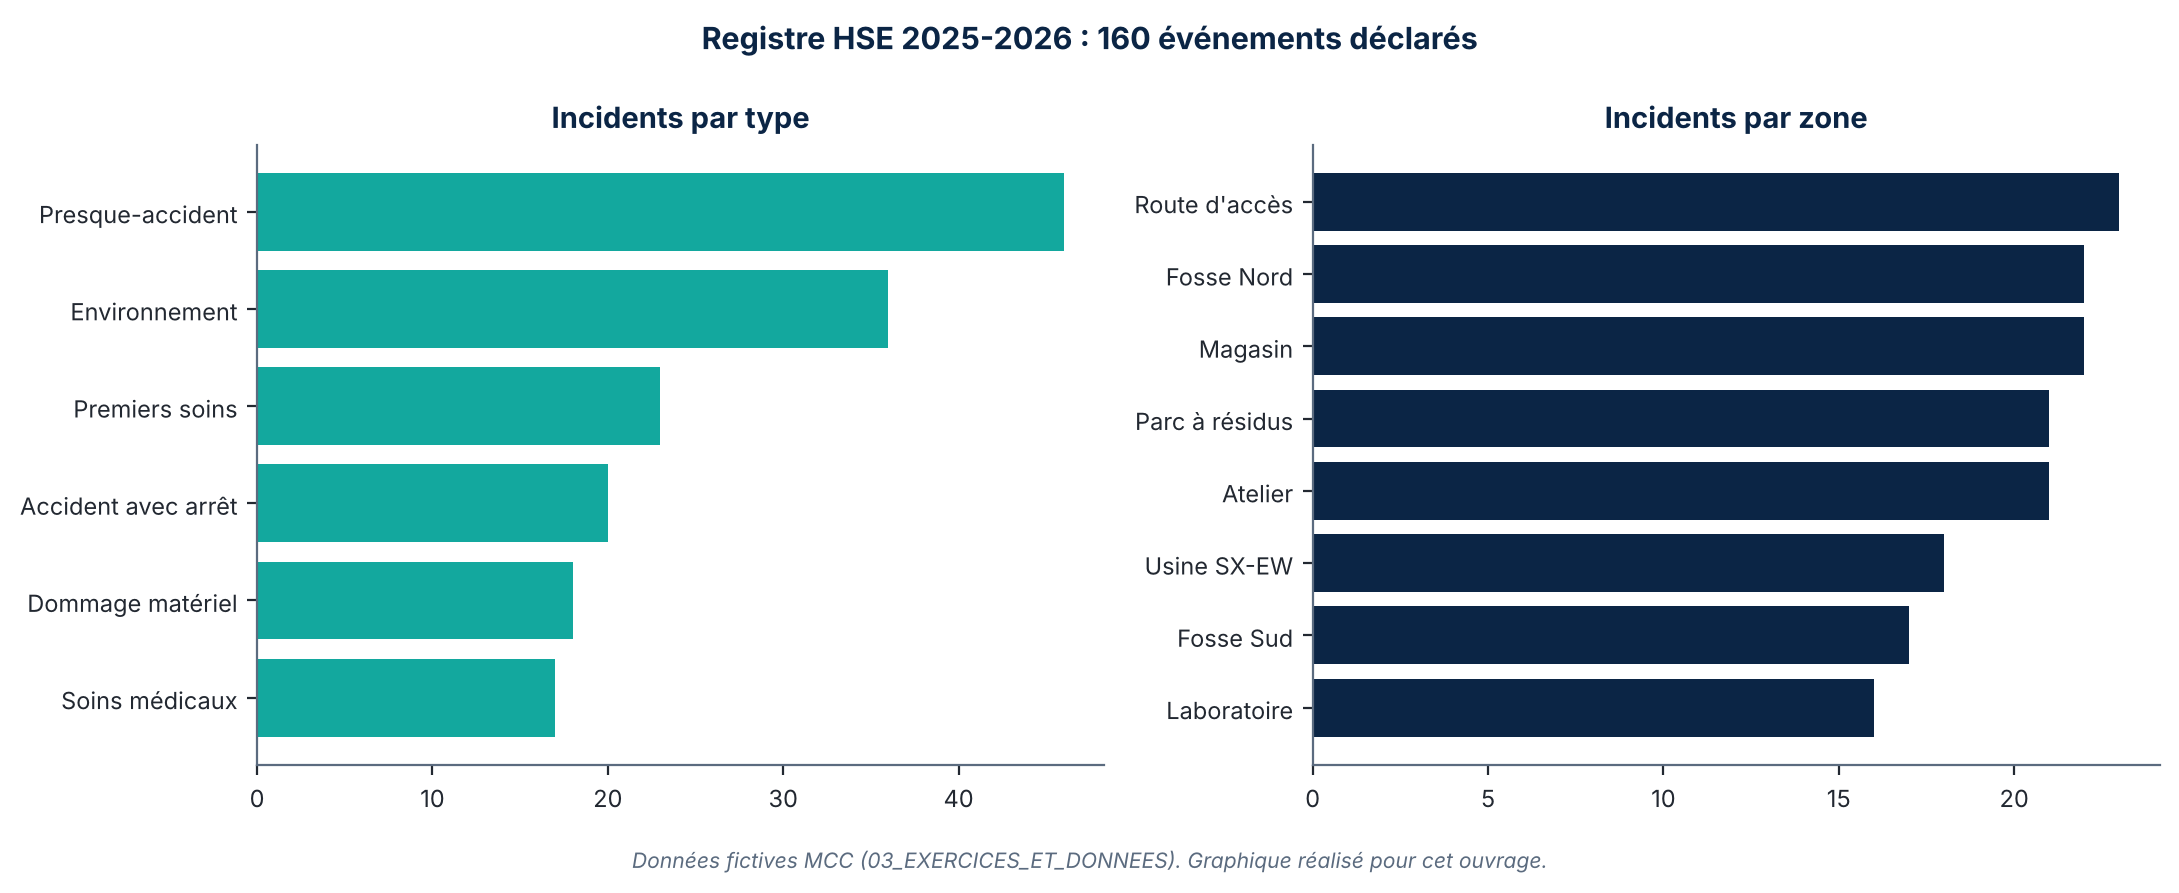 Registre HSE 2025-2026 : 160 événements déclarés
Incidents par type
Presque-accident
Environnement
Premiers soins
Accident avec arrêt
Dommage matériel
Soins médicaux
0 10 20 30 40
Incidents par zone
Route d'accès
Fosse Nord
Magasin
Parc à résidus
Atelier
Usine SX-EW
Fosse Sud
Laboratoire
0 5 10 15 20
Données fictives MCC (03_EXERCICES_ET_DONNEES). Graphique réalisé pour cet ouvrage.